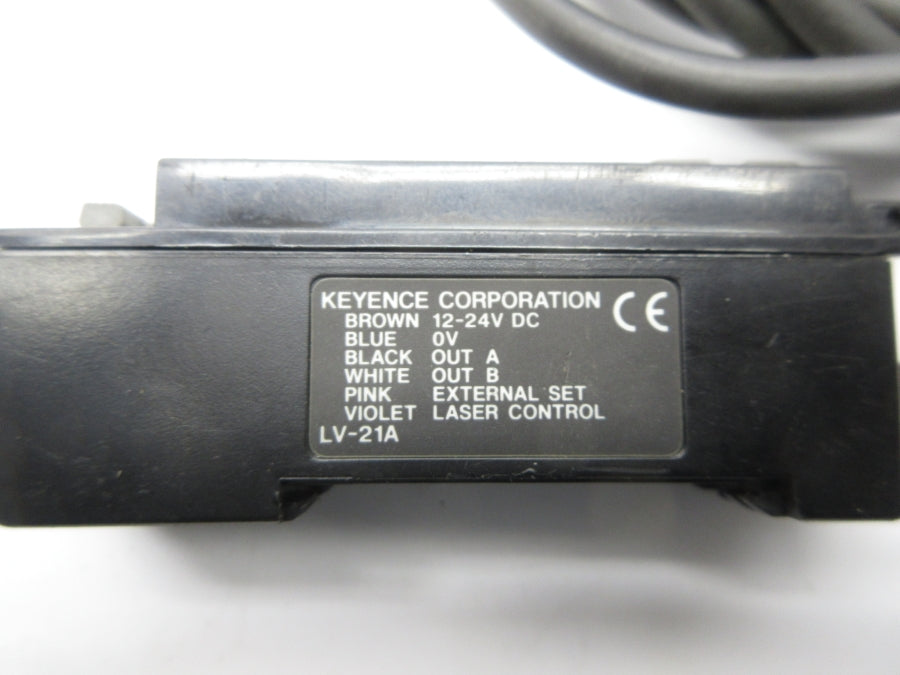 KEYENCE CORPORATION CE
BROWN 12-24V DC
BLUE 0V
BLACK OUT A
WHITE OUT B
PINK EXTERNAL SET
VIOLET LASER CONTROL
LV-21A